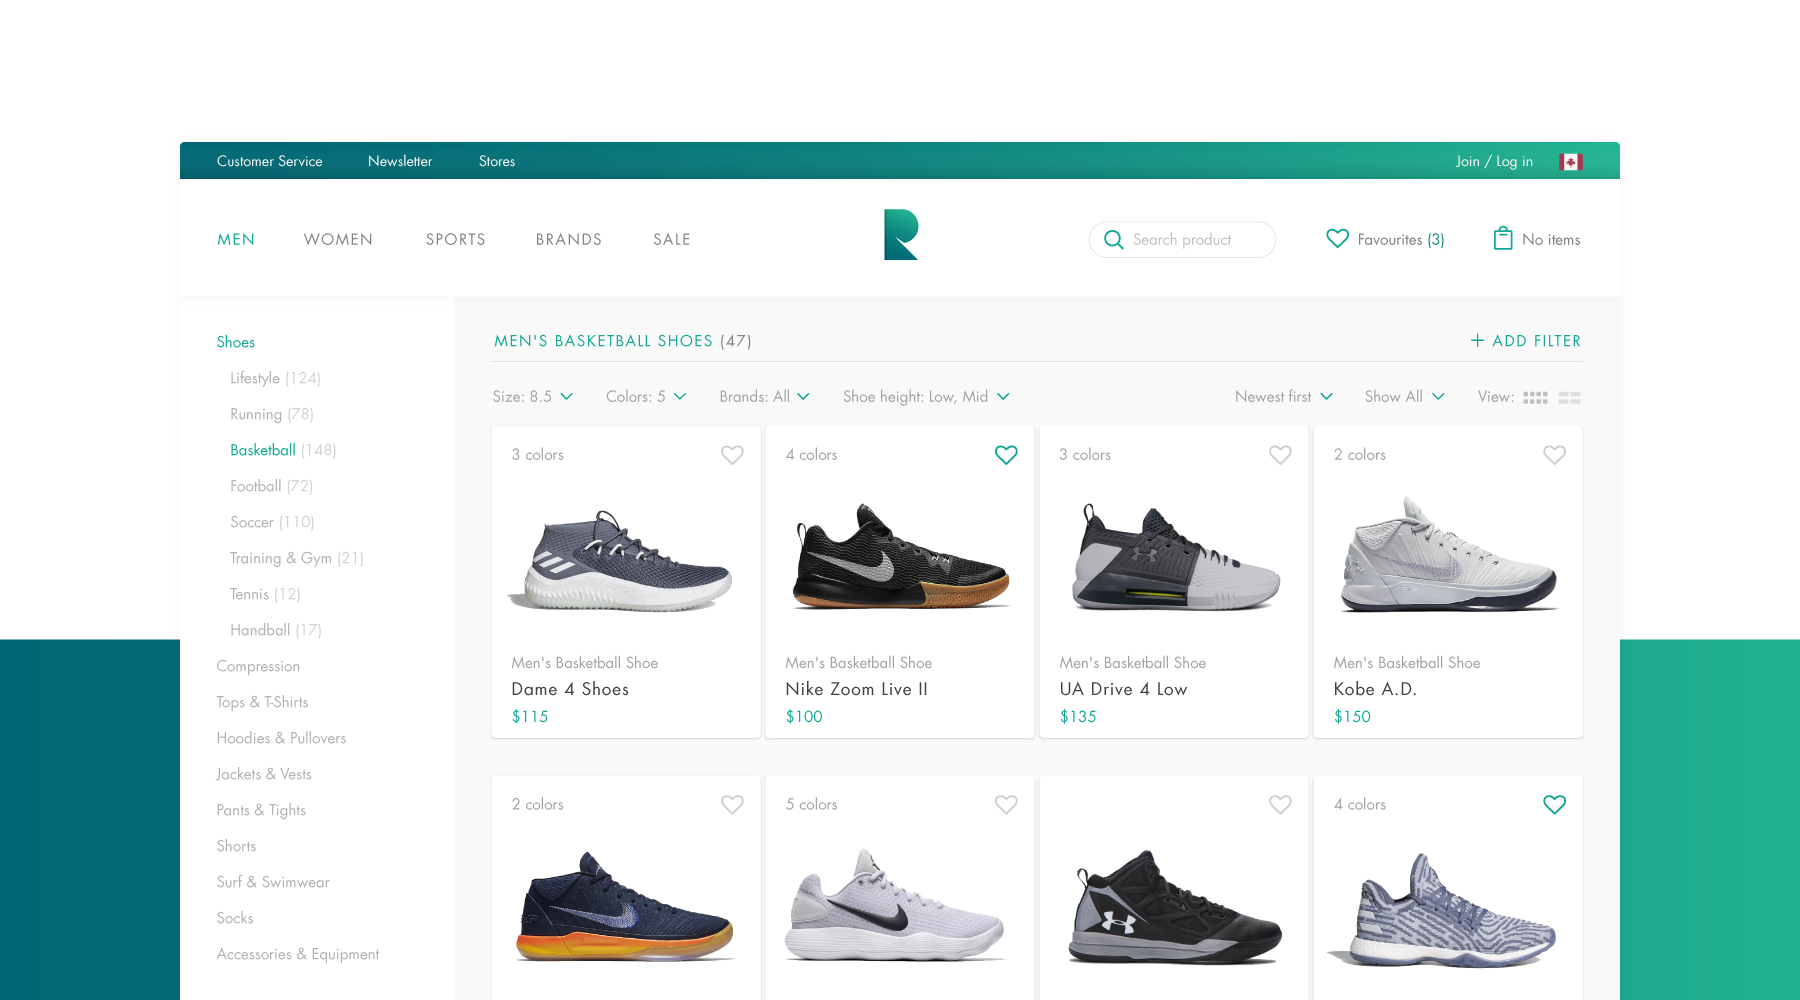 Customer Service Newsletter Stores Join / Log in
MEN WOMEN SPORTS BRANDS SALE R Search product Favourites (3) No items
Shoes
Lifestyle (124)
Running (78)
Basketball (148)
Football (72)
Soccer (110)
Training & Gym (21)
Tennis (12)
Handball (17)
Compression
Tops & T-Shirts
Hoodies & Pullovers
Jackets & Vests
Pants & Tights
Shorts
Surf & Swimwear
Socks
Accessories & Equipment
MEN'S BASKETBALL SHOES (47) + ADD FILTER
Size: 8.5 Colors: 5 Brands: All Shoe height: Low, Mid Newest first Show All View:
3 colors
Men's Basketball Shoe
Dame 4 Shoes
$115
4 colors
Men's Basketball Shoe
Nike Zoom Live II
$100
3 colors
Men's Basketball Shoe
UA Drive 4 Low
$135
2 colors
Men's Basketball Shoe
Kobe A.D.
$150
2 colors
5 colors
4 colors